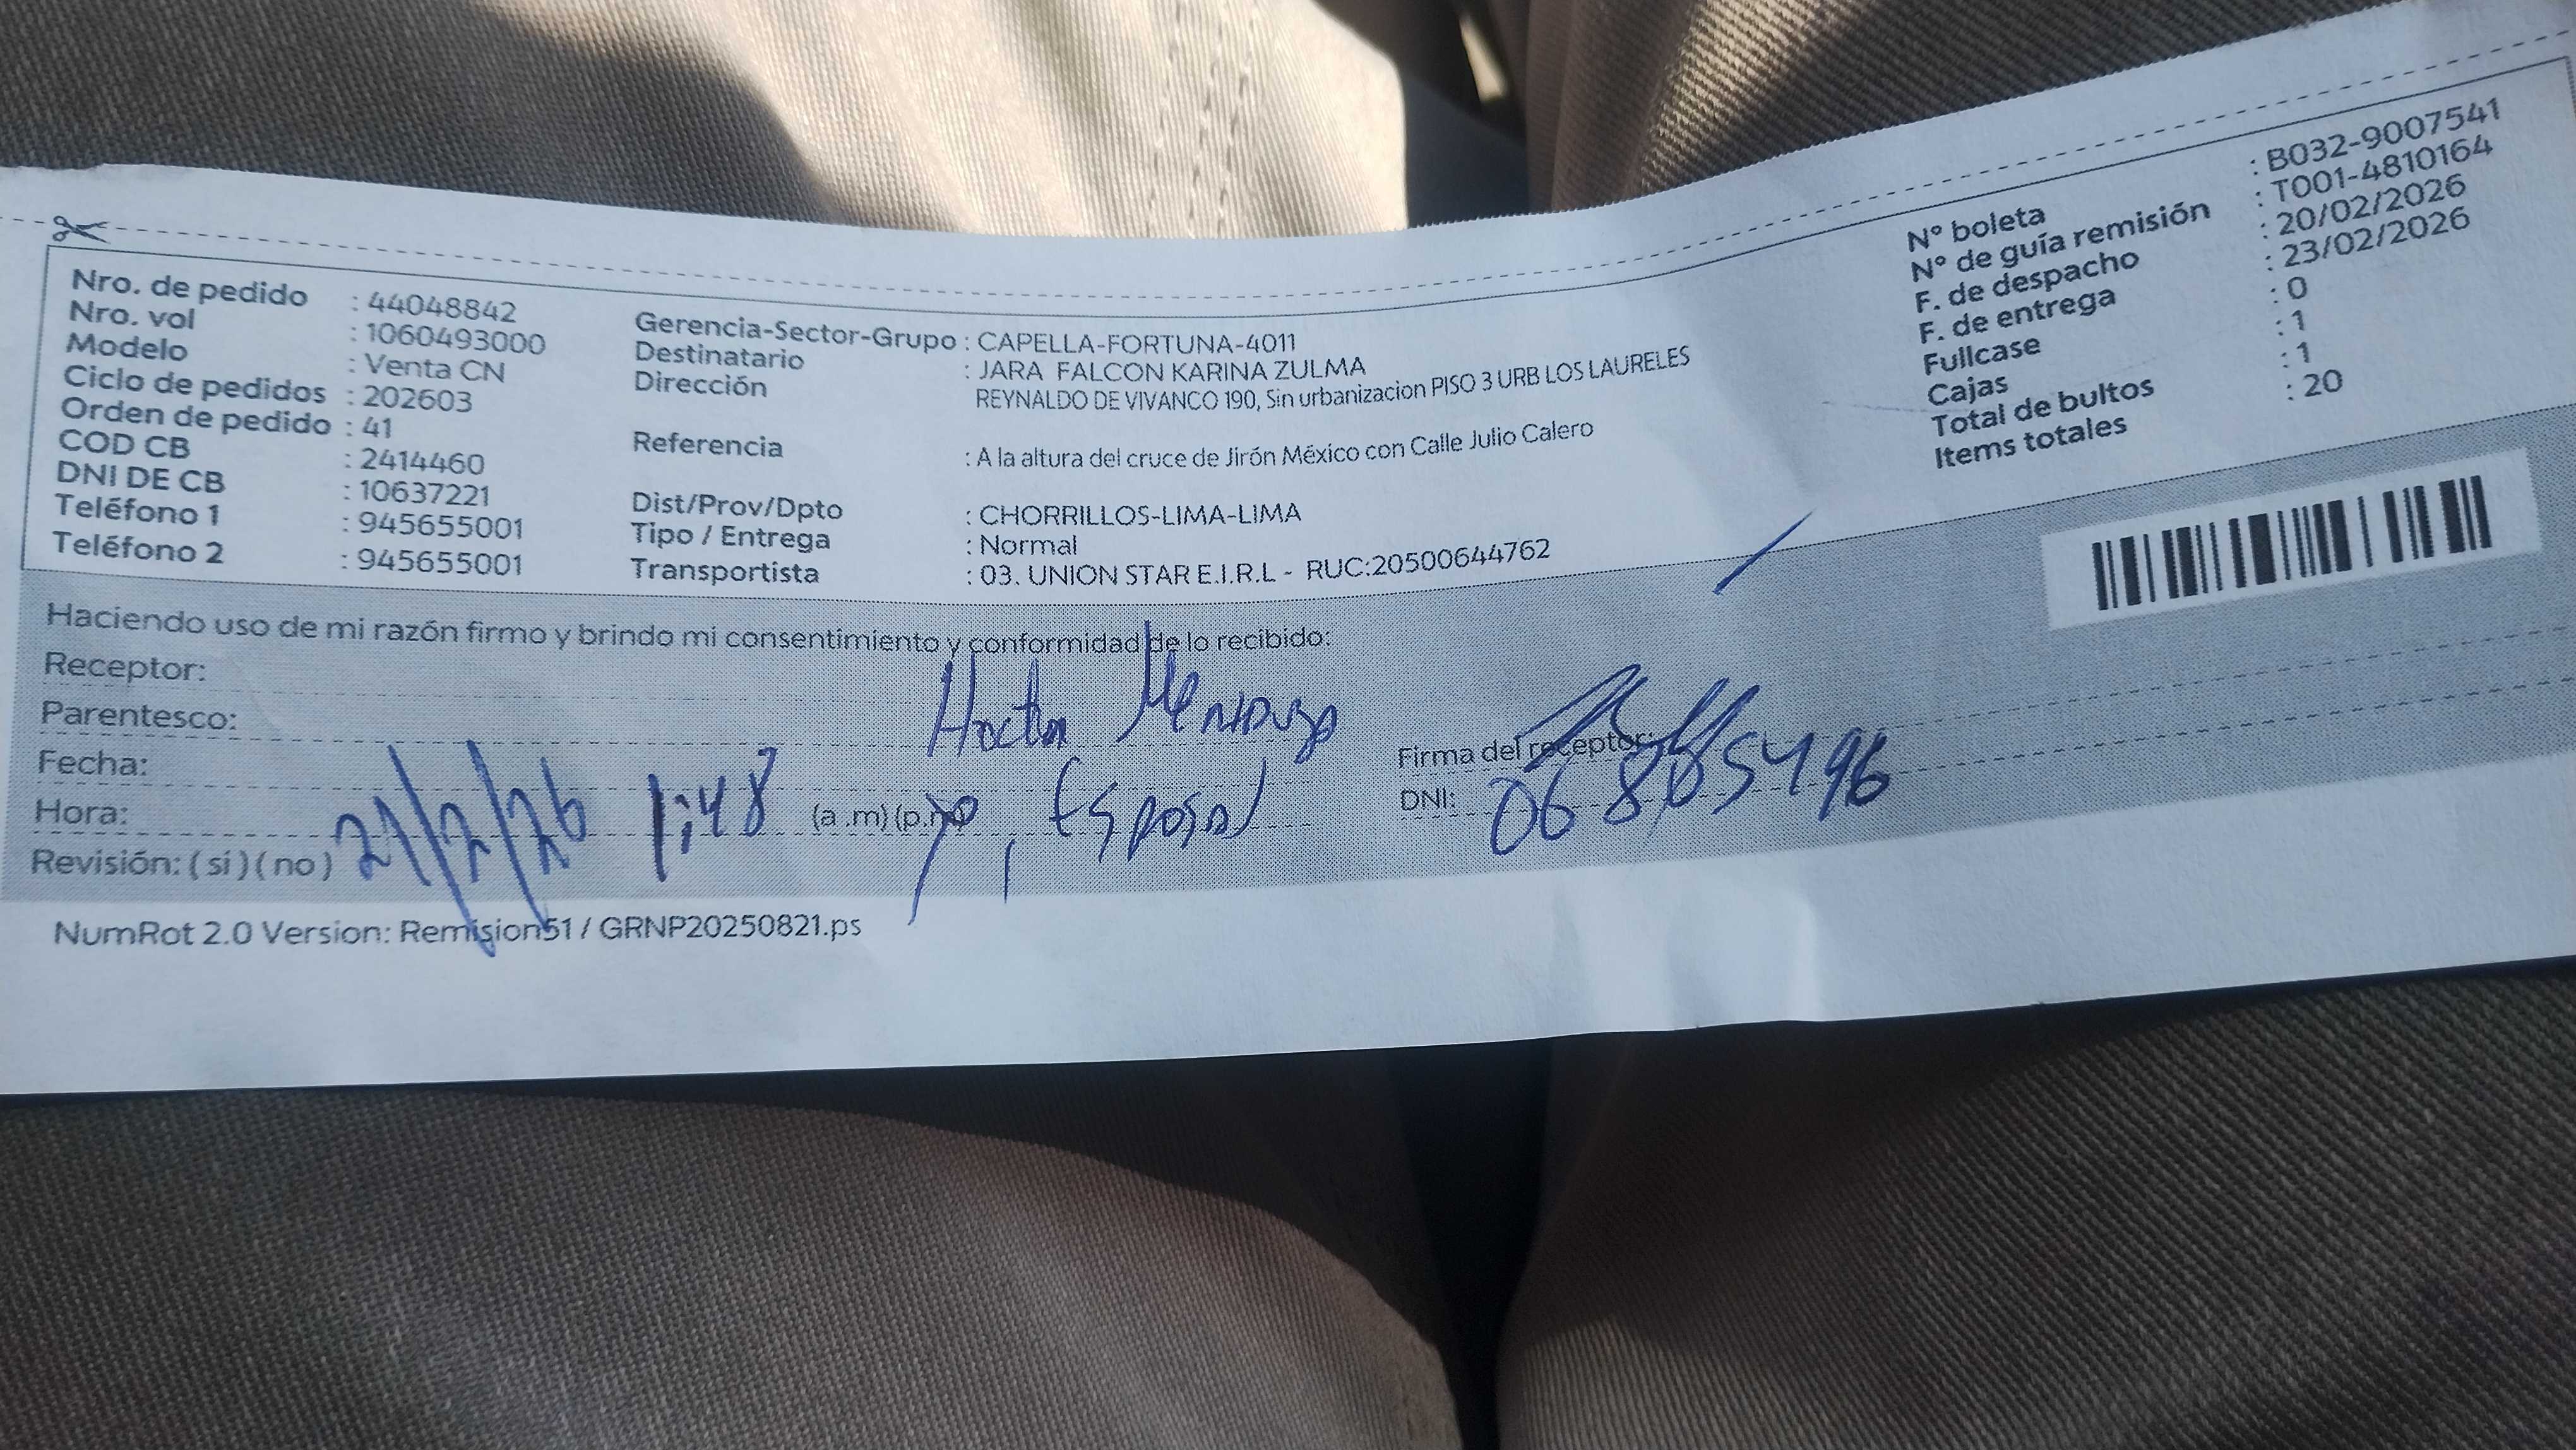 Nro. de pedido : 44048842
Nro. vol : 1060493000
Modelo : Venta CN
Ciclo de pedidos : 202603
Orden de pedido : 41
COD CB : 2414460
DNI DE CB : 10637221
Teléfono 1 : 945655001
Teléfono 2 : 945655001
Gerencia-Sector-Grupo : CAPELLA-FORTUNA-4011
Destinatario : JARA FALCON KARINA ZULMA
Dirección REYNALDO DE VIVANCO 190, Sin urbanizacion PISO 3 URB LOS LAURELES
Referencia : A la altura del cruce de Jirón México con Calle Julio Calero
Dist/Prov/Dpto : CHORRILLOS-LIMA-LIMA
Tipo / Entrega : Normal
Transportista : 03. UNION STAR E.I.R.L - RUC:20500644762
N° boleta : B032-9007541
N° de guía remisión : T001-4810164
F. de despacho : 20/02/2026
F. de entrega : 23/02/2026
Fullcase : 0
Cajas : 1
Total de bultos : 1
Items totales : 20
Haciendo uso de mi razón firmo y brindo mi consentimiento y conformidad de lo recibido:
Receptor:
Parentesco:
Fecha:
Hora: (a.m)(p.m)
Revisión: (si)(no)
21/2/26 1:48
Esposo
Firma del receptor:
DNI:
NumRot 2.0 Version: Remision51 / GRNP20250821.ps